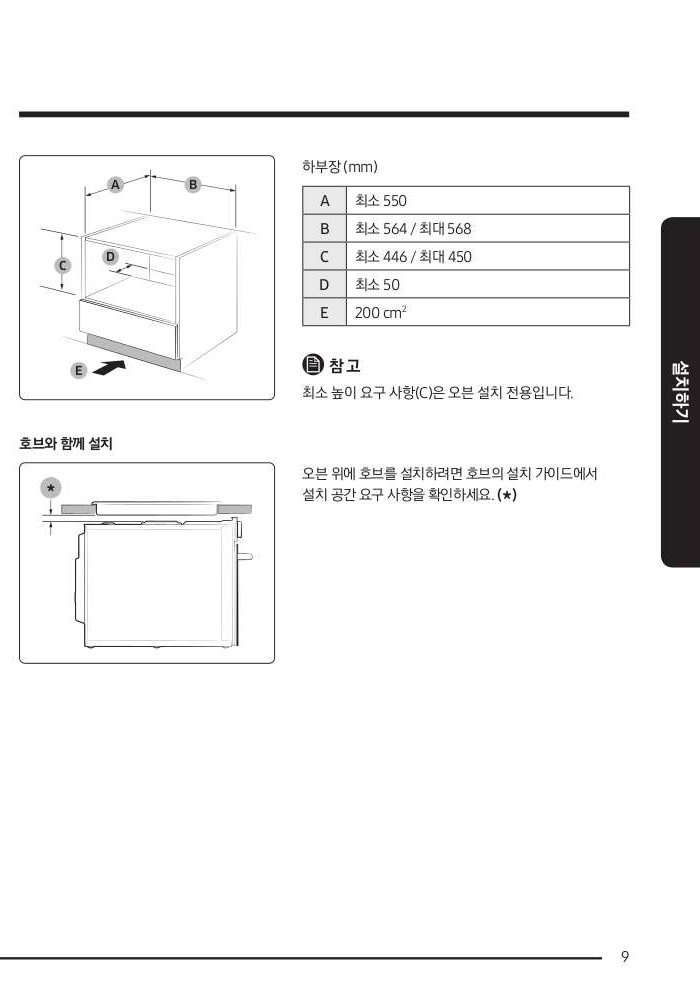 A
B
C
D
E
하부장(mm)
A 최소 550
B 최소 564 / 최대 568
C 최소 446 / 최대 450
D 최소 50
E 200 cm²
참고
최소 높이 요구 사항(C)은 오븐 설치 전용입니다.
설치하기
호브와 함께 설치
*
오븐 위에 호브를 설치하려면 호브의 설치 가이드에서
설치 공간 요구 사항을 확인하세요. (*)
9